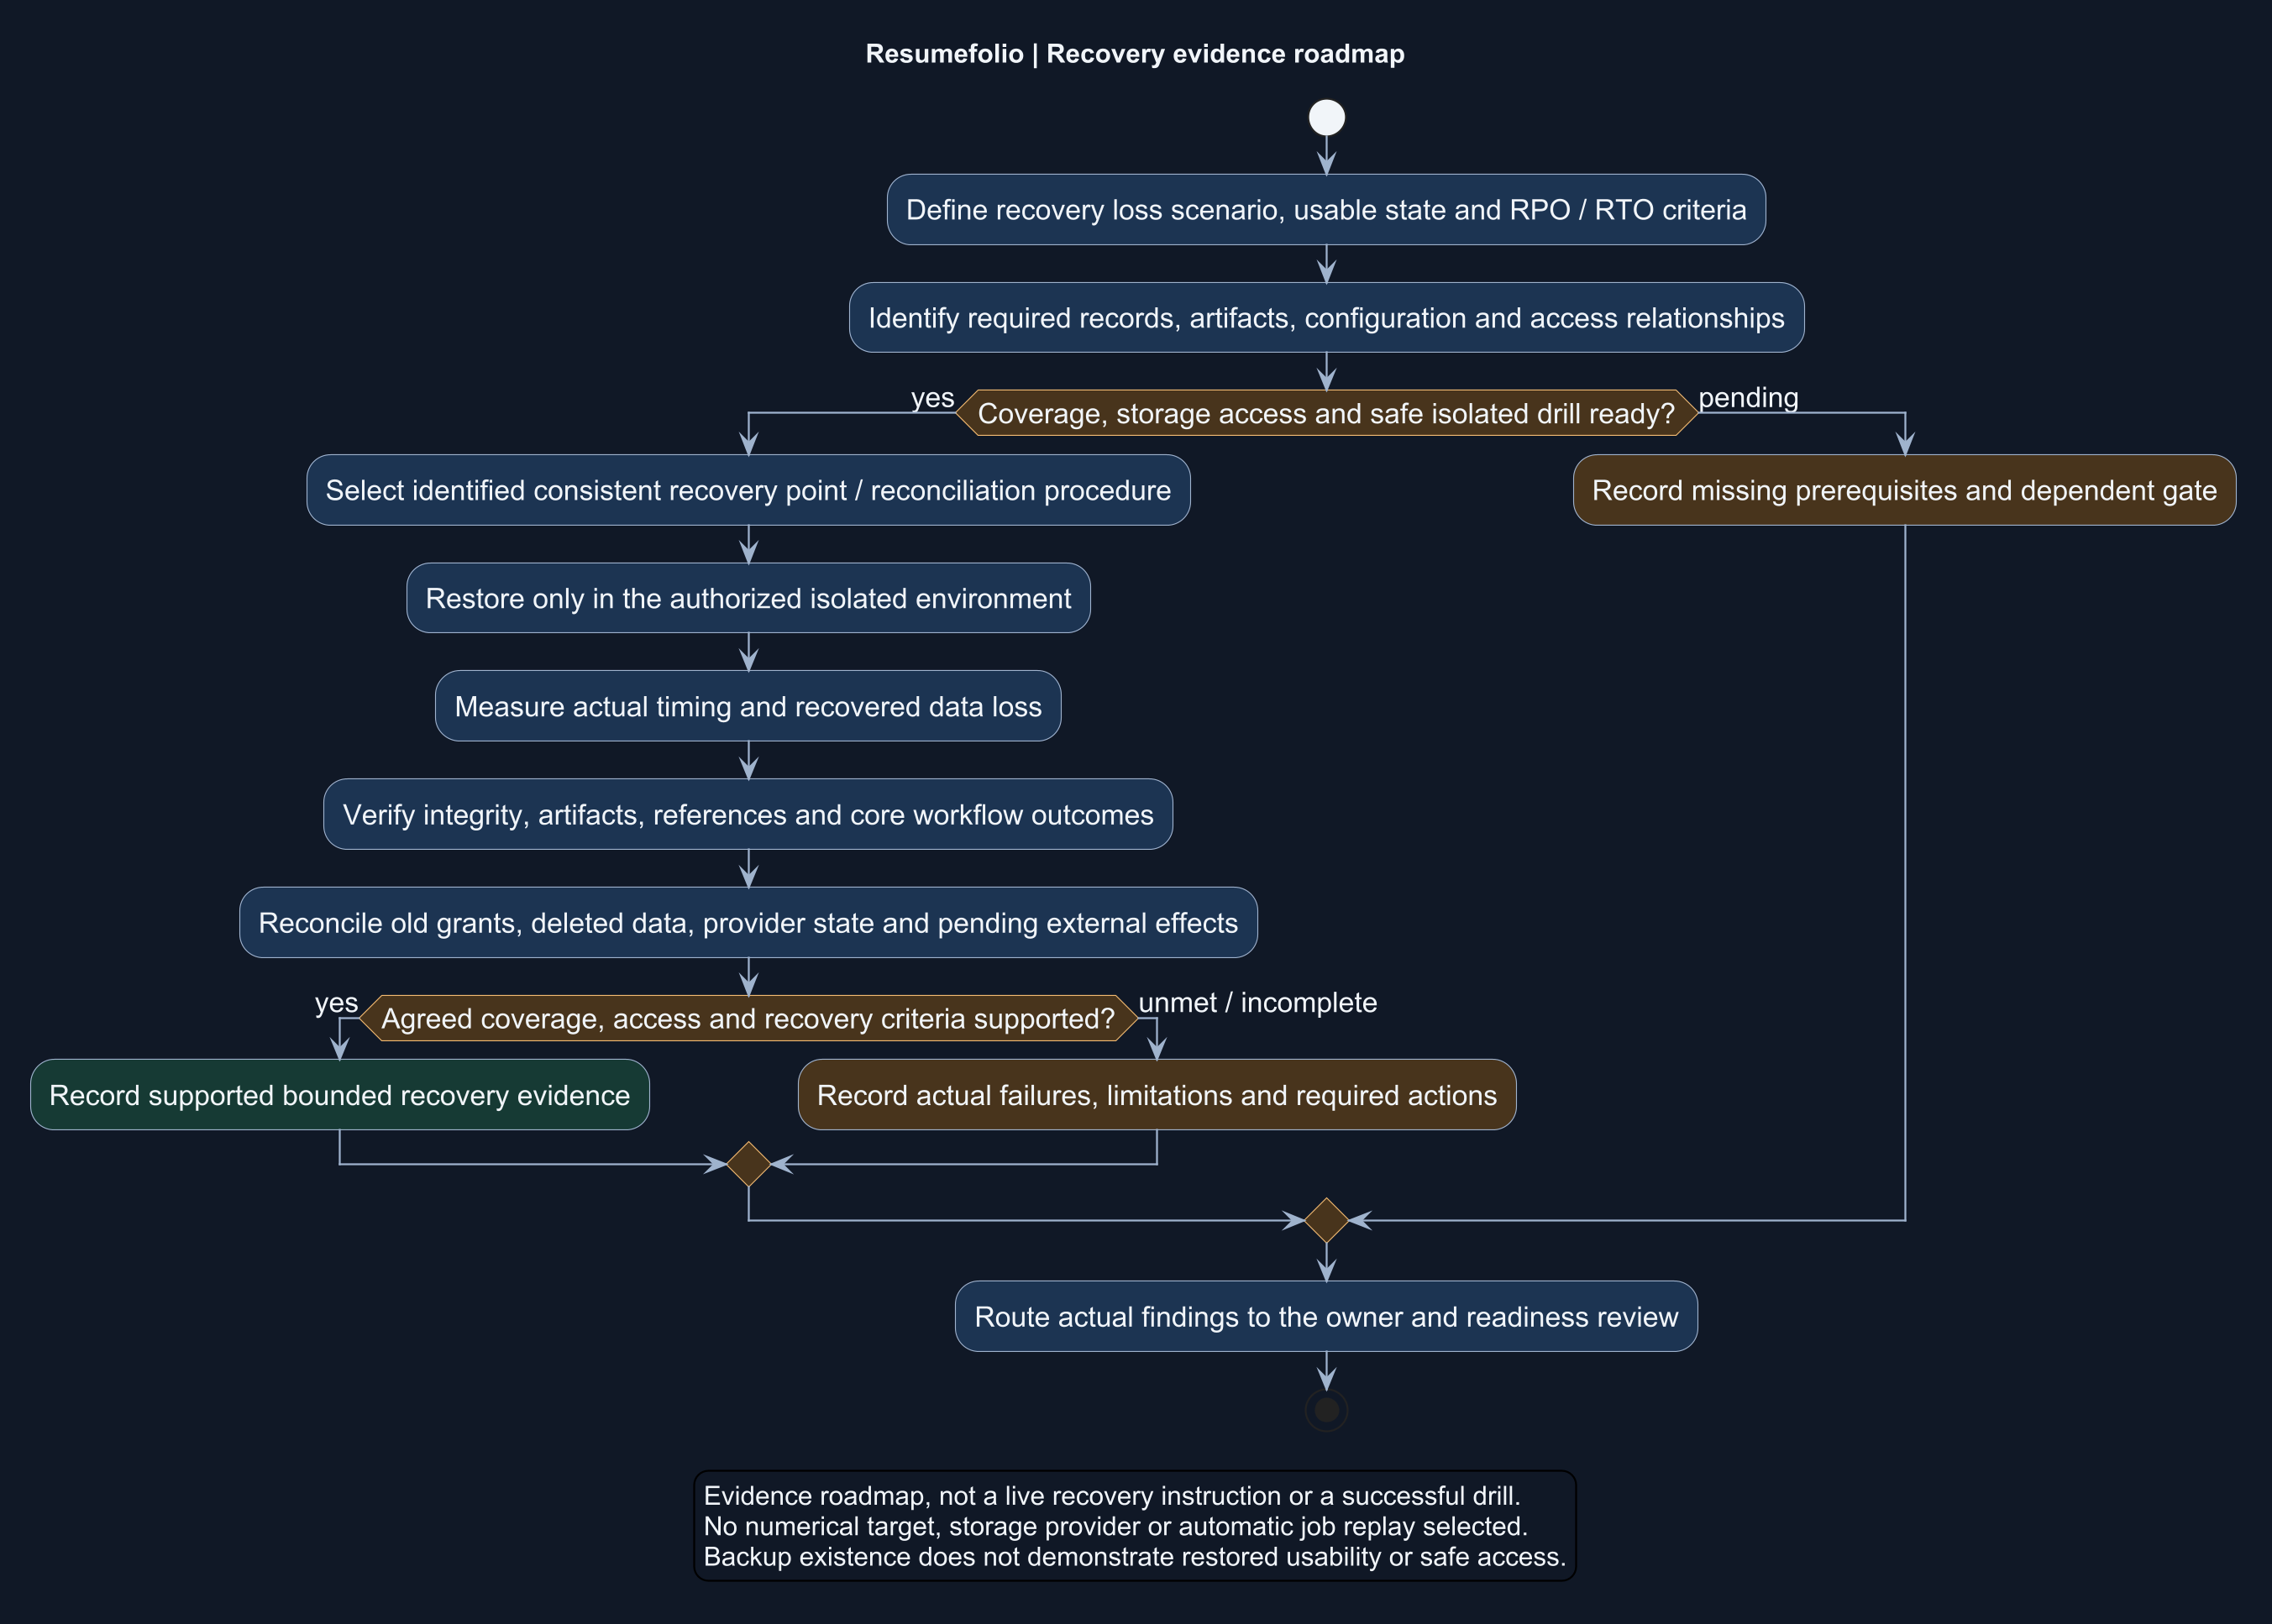 Resumefolio | Recovery evidence roadmap
Define recovery loss scenario, usable state and RPO / RTO criteria
Identify required records, artifacts, configuration and access relationships
yes
Coverage, storage access and safe isolated drill ready?
pending
Select identified consistent recovery point / reconciliation procedure
Record missing prerequisites and dependent gate
Restore only in the authorized isolated environment
Measure actual timing and recovered data loss
Verify integrity, artifacts, references and core workflow outcomes
Reconcile old grants, deleted data, provider state and pending external effects
yes
Agreed coverage, access and recovery criteria supported?
unmet / incomplete
Record supported bounded recovery evidence
Record actual failures, limitations and required actions
Route actual findings to the owner and readiness review
Evidence roadmap, not a live recovery instruction or a successful drill.
No numerical target, storage provider or automatic job replay selected.
Backup existence does not demonstrate restored usability or safe access.